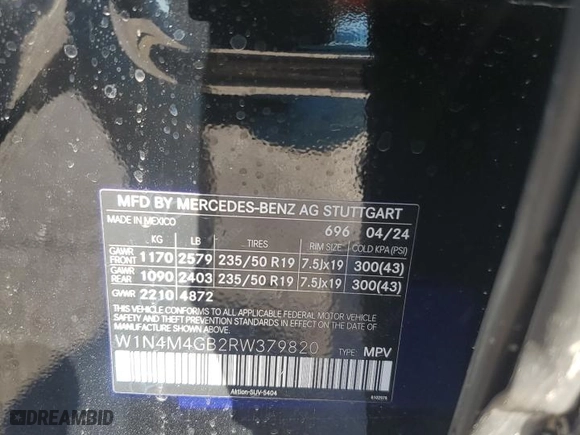 MFD BY MERCEDES-BENZ AG STUTTGART
MADE IN MEXICO 696 04/24
KG LB TIRES RIM SIZE COLD KPA(PSI)
GAWR FRONT 1170 2579 235/50 R19 7.5Jx19 300(43)
GAWR REAR 1090 2403 235/50 R19 7.5Jx19 300(43)
GVWR 2210 4872
THIS VEHICLE CONFORMS TO ALL APPLICABLE FEDERAL MOTOR VEHICLE
SAFETY AND THEFT PREVENTION STANDARDS IN EFFECT ON THE
DATE OF MANUFACTURE SHOWN ABOVE.
W1N4M4GB2RW379820 TYPE: MPV
Aktion-SUV-5404
DREAMBID